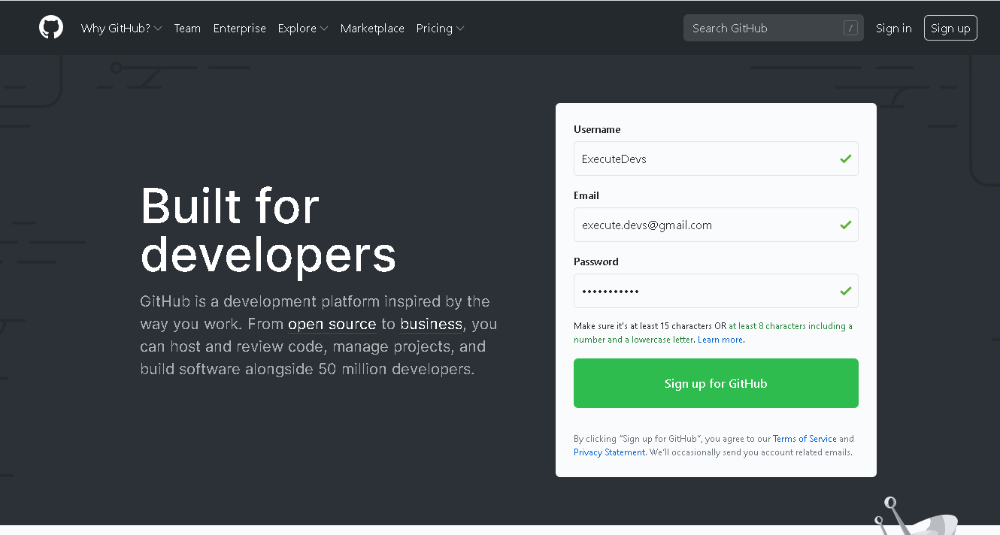 Why GitHub? Team Enterprise Explore Marketplace Pricing Search GitHub / Sign in Sign up
Built for
developers
GitHub is a development platform inspired by the
way you work. From open source to business, you
can host and review code, manage projects, and
build software alongside 50 million developers.
Username
ExecuteDevs
Email
execute.devs@gmail.com
Password
•••••••••••
Make sure it's at least 15 characters OR at least 8 characters including a
number and a lowercase letter. Learn more.
Sign up for GitHub
By clicking “Sign up for GitHub”, you agree to our Terms of Service and
Privacy Statement. We’ll occasionally send you account related emails.